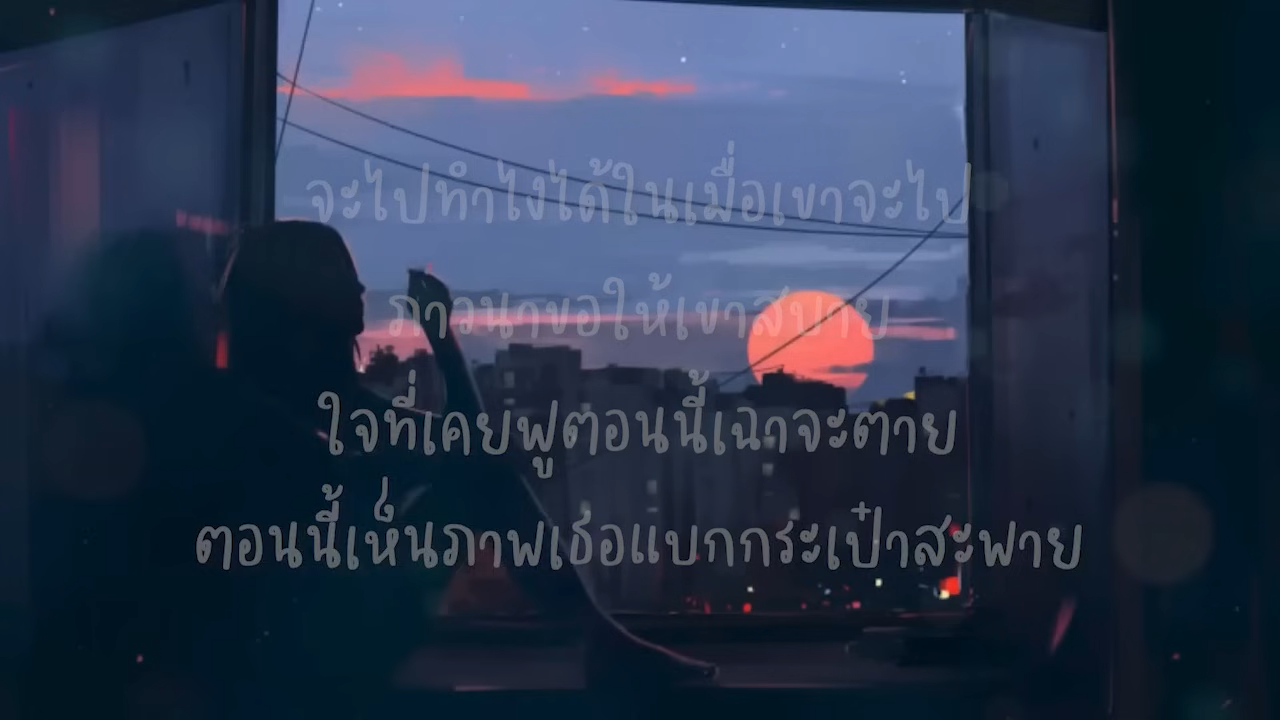 จะไปทำไงได้ในเมื่อเขาจะไป
ภาวนาขอให้เขาสบาย
ใจที่เคยฟูตอนนี้เฉาจะตาย
ตอนนี้เห็นภาพเธอแบกกระเป๋าสะพาย